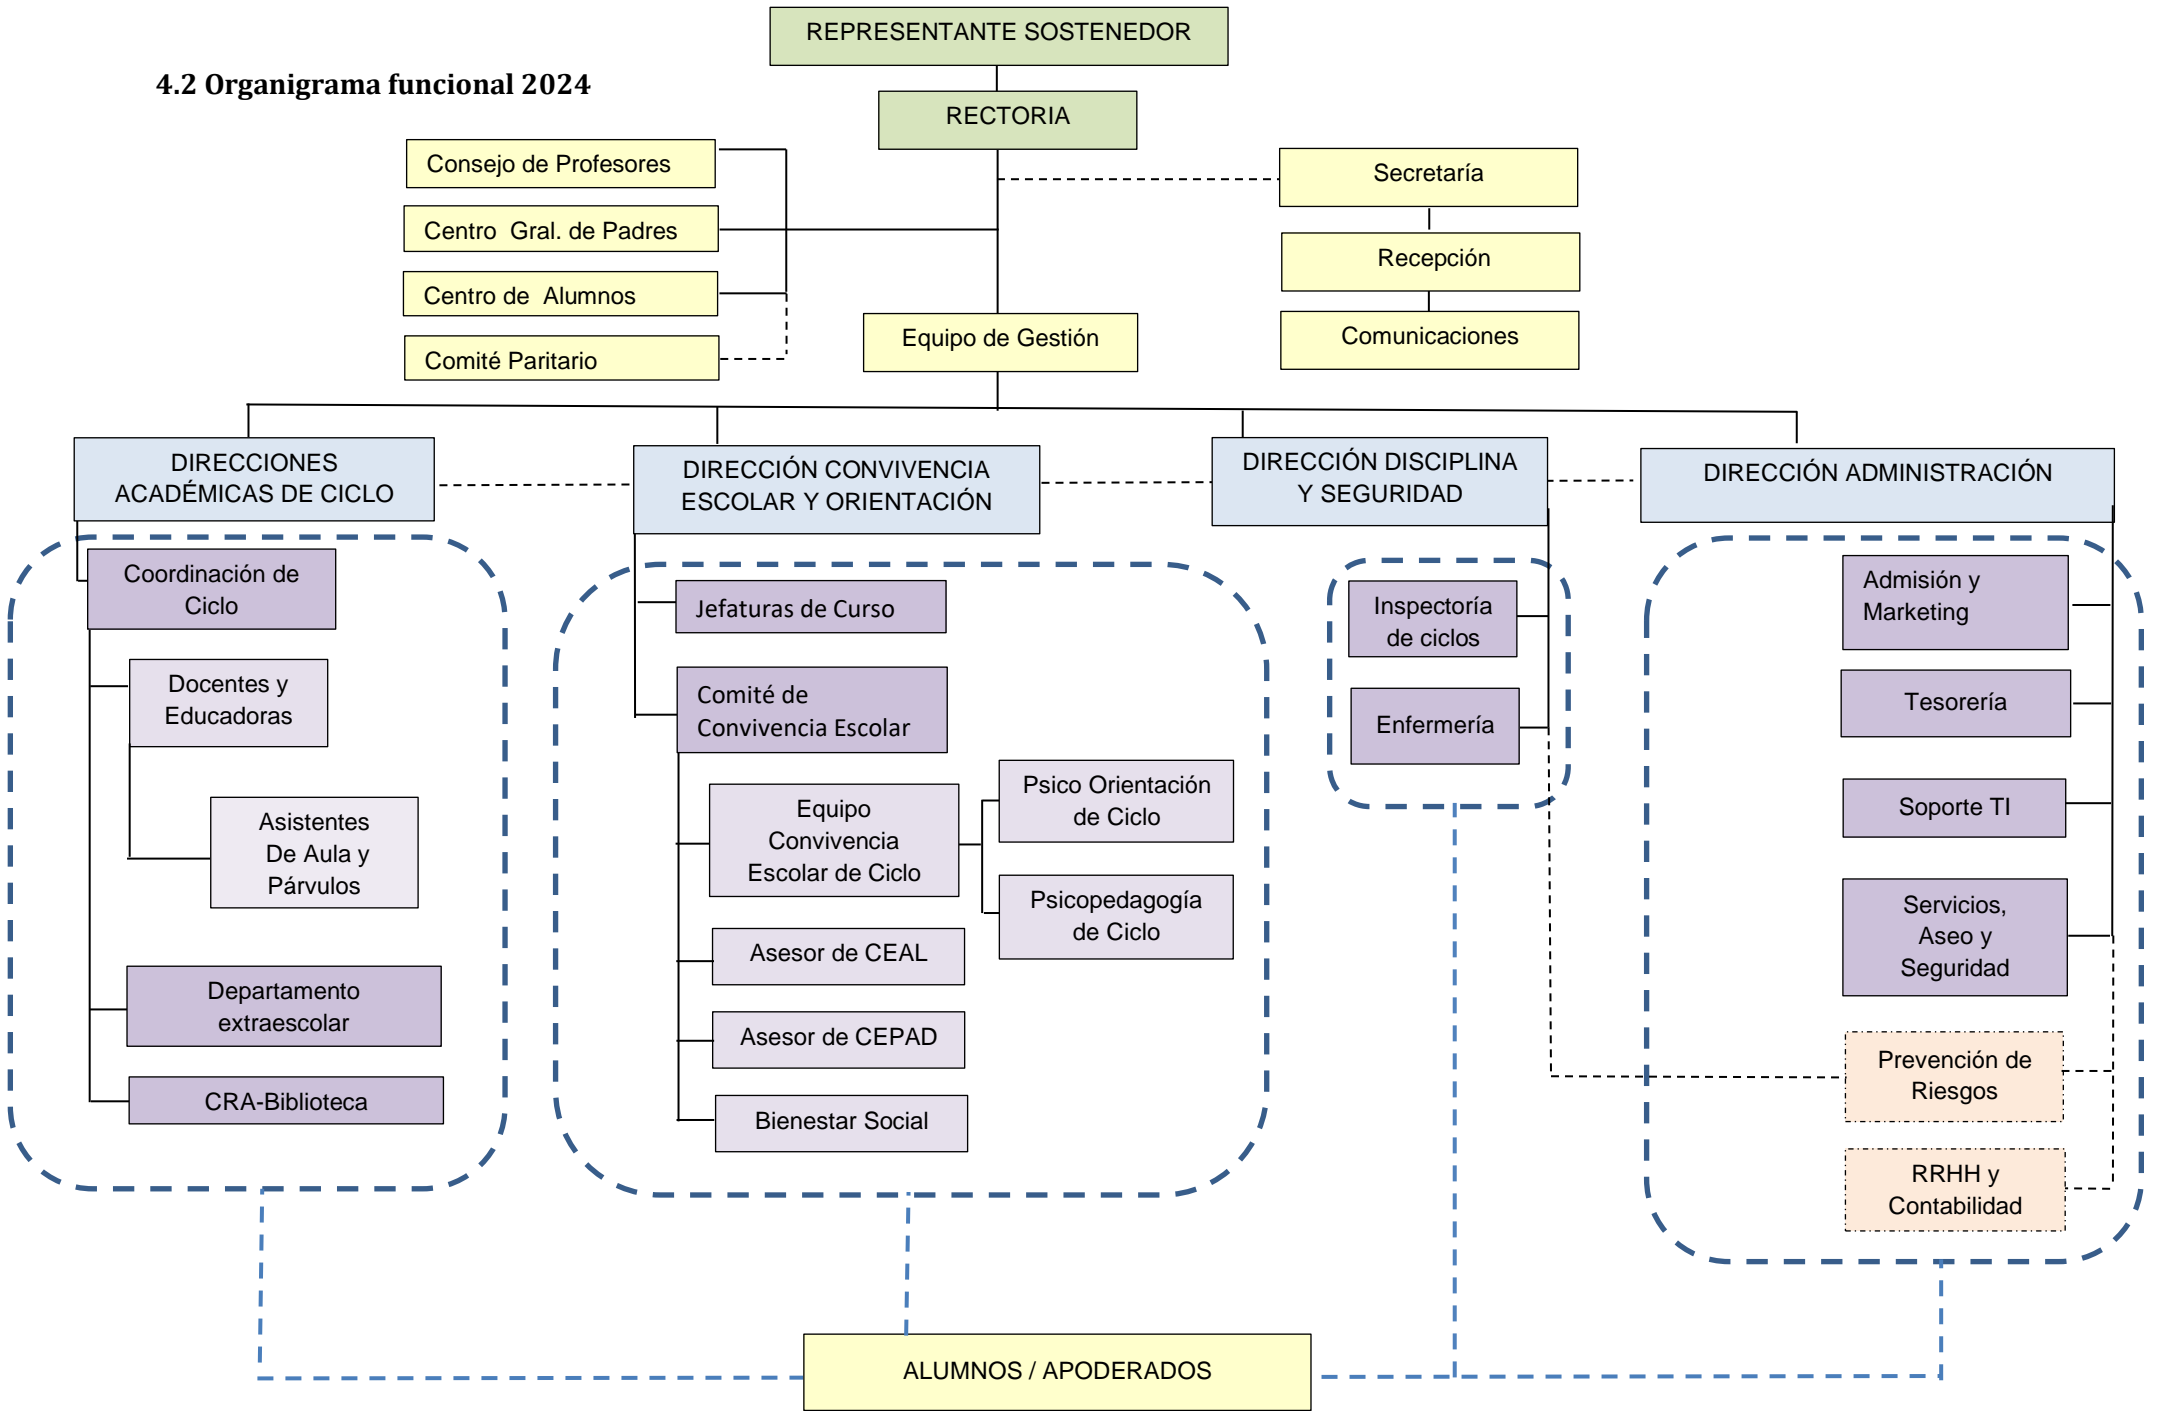 REPRESENTANTE SOSTENEDOR
4.2 Organigrama funcional 2024
RECTORIA
Consejo de Profesores
Secretaría
Centro  Gral. de Padres
Recepción
Centro de  Alumnos
Equipo de Gestión
Comunicaciones
Comité Paritario
DIRECCIONES
ACADÉMICAS DE CICLO
DIRECCIÓN CONVIVENCIA
ESCOLAR Y ORIENTACIÓN
DIRECCIÓN DISCIPLINA
Y SEGURIDAD
DIRECCIÓN ADMINISTRACIÓN
Coordinación de
Ciclo
Docentes y
Educadoras
Asistentes
De Aula y
Párvulos
Departamento
extraescolar
CRA-Biblioteca
Jefaturas de Curso
Comité de
Convivencia Escolar
Equipo
Convivencia
Escolar de Ciclo
Psico Orientación
de Ciclo
Psicopedagogía
de Ciclo
Asesor de CEAL
Asesor de CEPAD
Bienestar Social
Inspectoría
de ciclos
Enfermería
Admisión y
Marketing
Tesorería
Soporte TI
Servicios,
Aseo y
Seguridad
Prevención de
Riesgos
RRHH y
Contabilidad
ALUMNOS / APODERADOS